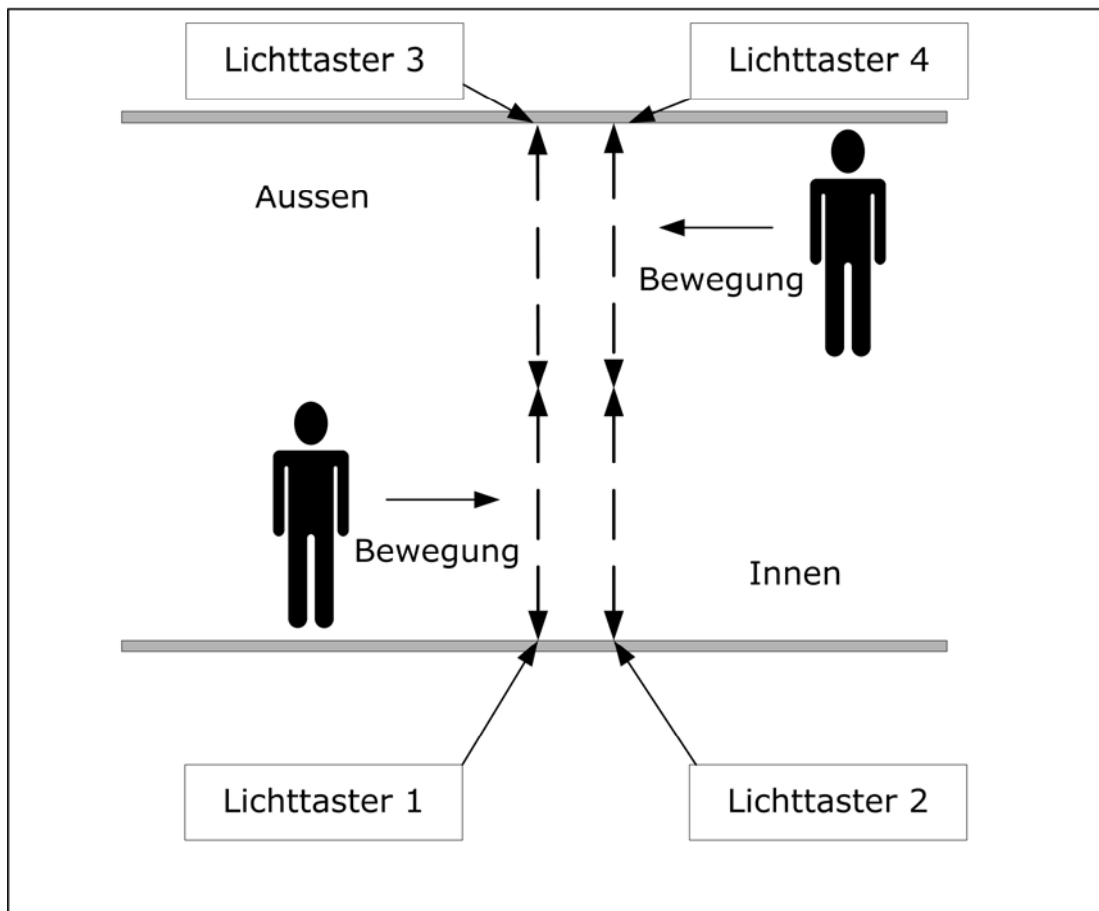 Lichttaster 3
Lichttaster 4
Aussen
Bewegung
Bewegung
Innen
Lichttaster 1
Lichttaster 2